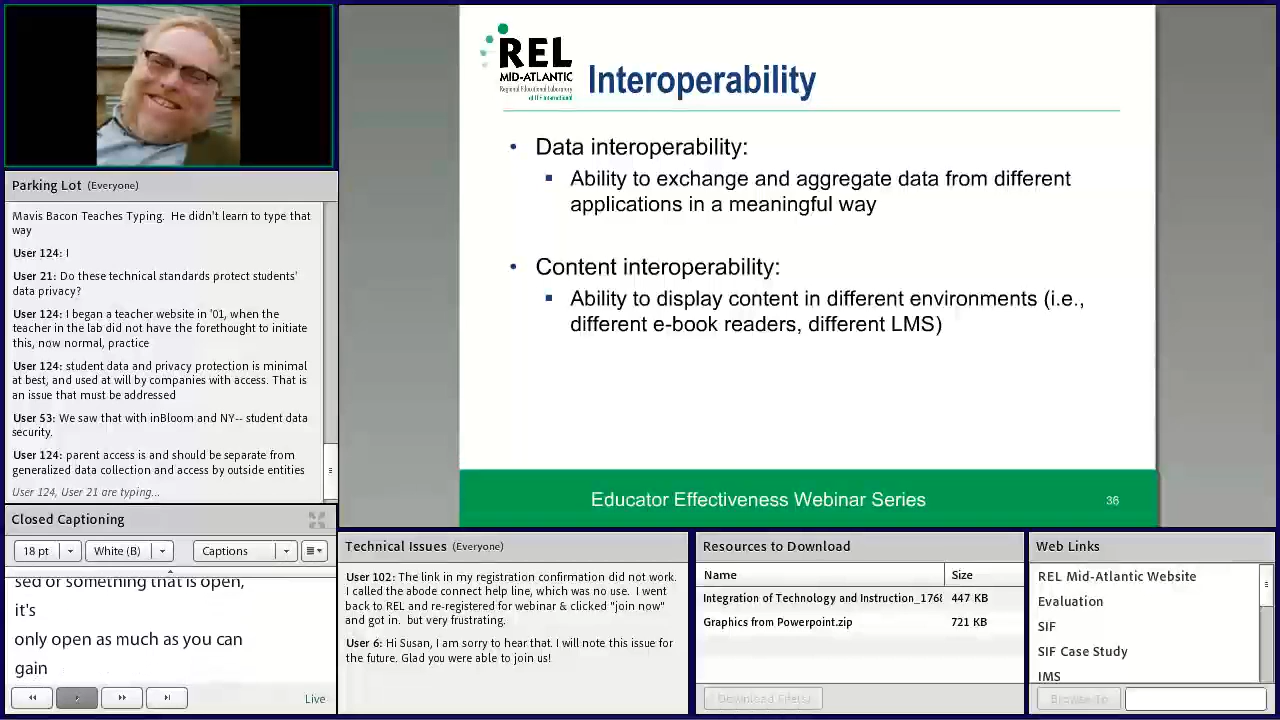 REL
MID-ATLANTIC
Regional Educational Laboratory
at ICF International
Interoperability
• Data interoperability:
▪ Ability to exchange and aggregate data from different
applications in a meaningful way
• Content interoperability:
▪ Ability to display content in different environments (i.e.,
different e-book readers, different LMS)
Educator Effectiveness Webinar Series
36
Parking Lot (Everyone)
Mavis Bacon Teaches Typing. He didn't learn to type that
way
User 124: I
User 21: Do these technical standards protect students'
data privacy?
User 124: I began a teacher website in '01, when the
teacher in the lab did not have the forethought to initiate
this, now normal, practice
User 124: student data and privacy protection is minimal
at best, and used at will by companies with access. That is
an issue that must be addressed
User 53: We saw that with inBloom and NY-- student data
security.
User 124: parent access is and should be separate from
generalized data collection and access by outside entities
User 124, User 21 are typing...
Closed Captioning
18 pt
White (B)
Captions
sed or something that is open,
it's
only open as much as you can
gain
Live
Technical Issues (Everyone)
User 102: The link in my registration confirmation did not work.
I called the abode connect help line, which was no use. I went
back to REL and re-registered for webinar & clicked "join now"
and got in. but very frustrating.
User 6: Hi Susan, I am sorry to hear that. I will note this issue for
the future. Glad you were able to join us!
Resources to Download
Name Size
Integration of Technology and Instruction_176 447 KB
Graphics from Powerpoint.zip 721 KB
Download File(s)
Web Links
REL Mid-Atlantic Website
Evaluation
SIF
SIF Case Study
IMS
Browse To